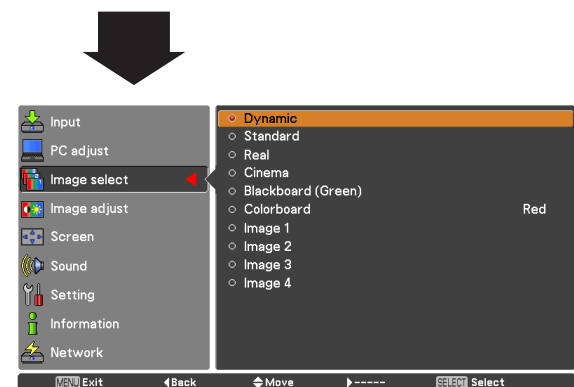 Input
PC adjust
Image select
Image adjust
Screen
Sound
Setting
Information
Network
Dynamic
Standard
Real
Cinema
Blackboard (Green)
Colorboard Red
Image 1
Image 2
Image 3
Image 4
MENU Exit Back Move ----- SELECT Select